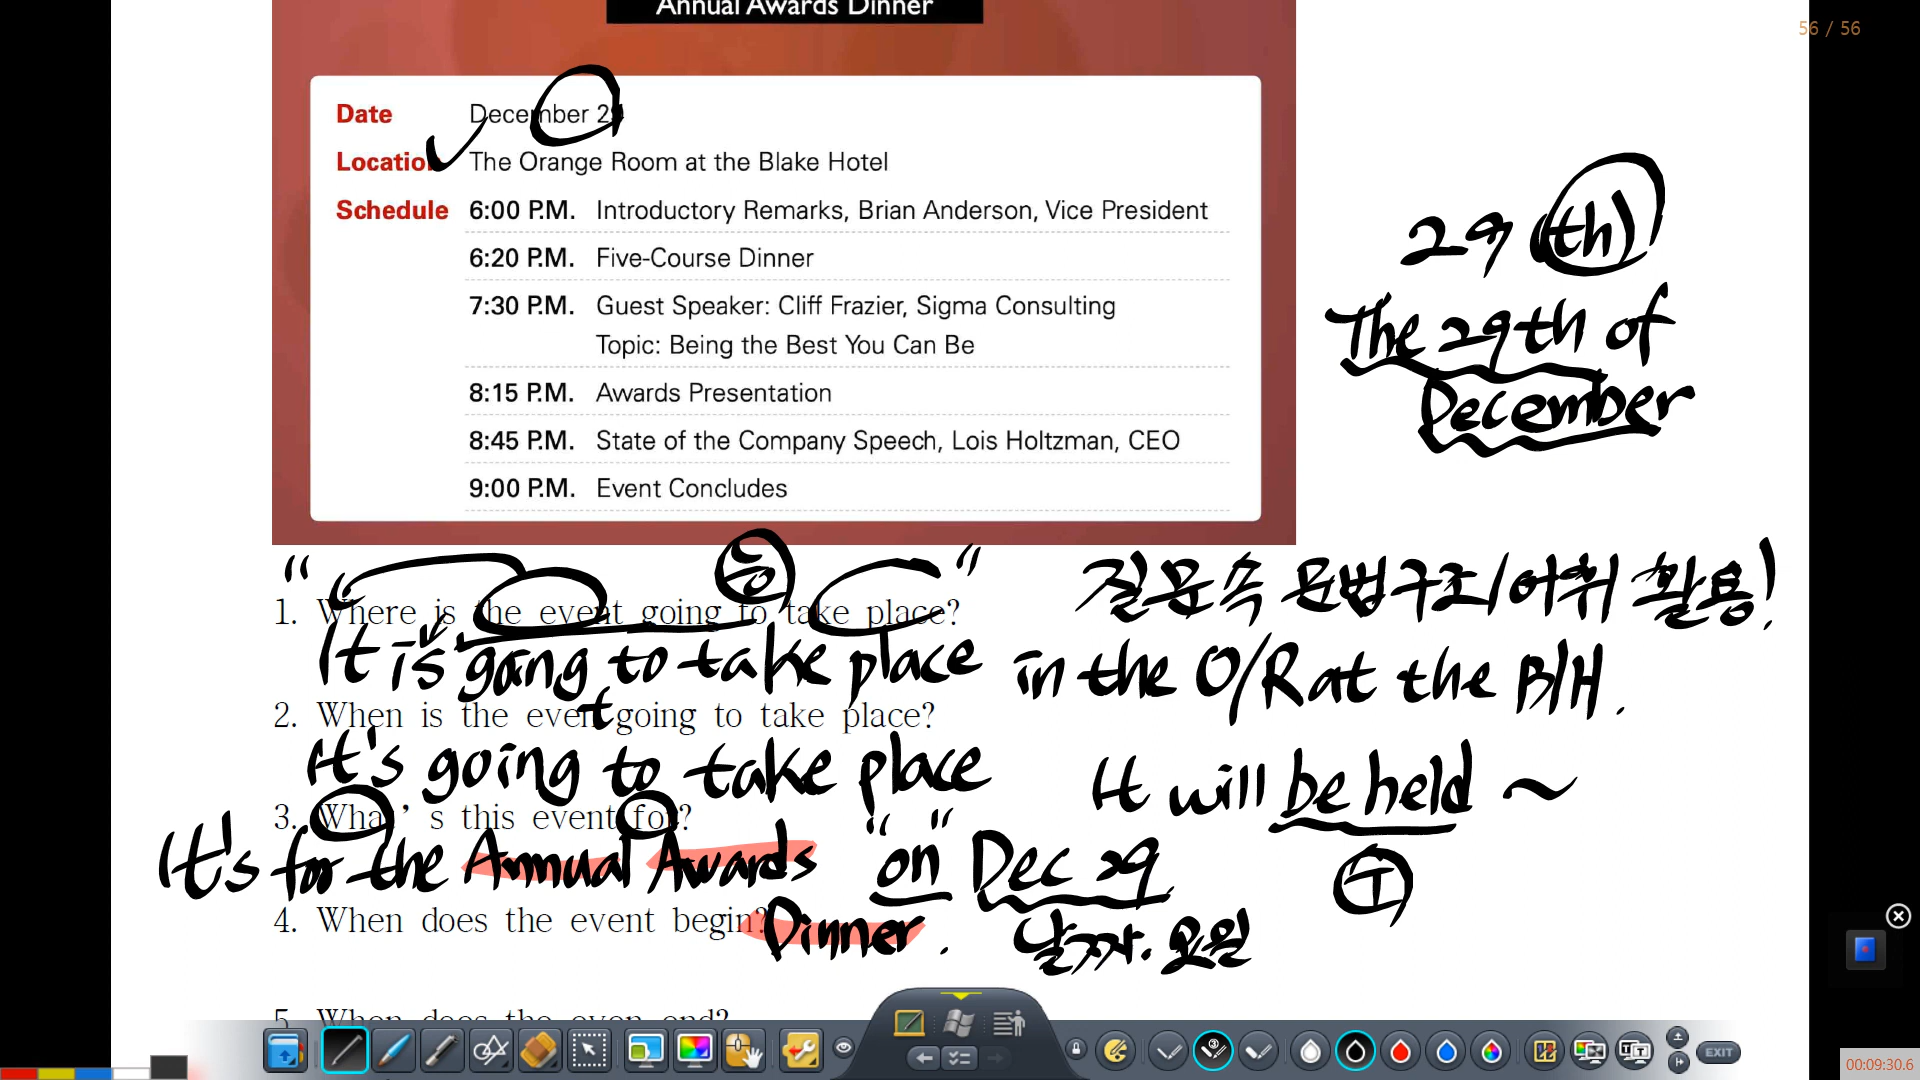 Annual Awards Dinner
56 / 56
Date December 29
Location The Orange Room at the Blake Hotel
Schedule 6:00 P.M. Introductory Remarks, Brian Anderson, Vice President
6:20 P.M. Five-Course Dinner
7:30 P.M. Guest Speaker: Cliff Frazier, Sigma Consulting
Topic: Being the Best You Can Be
8:15 P.M. Awards Presentation
8:45 P.M. State of the Company Speech, Lois Holtzman, CEO
9:00 P.M. Event Concludes
29 (th)
The 29th of
December
" 능 "
1. Where is the event going to take place?
질문속 문법구조/어휘 활용!
It is going to take place in the O/R at the B/H.
2. When is the event going to take place?
t
It's going to take place
It will be held ~
3. What's this event for?
It's for the Annual Awards
"on" Dec 29
T
4. When does the event begin?
Dinner.
날짜. 요일
5. When does the even end?
EXIT
00:09:30.6